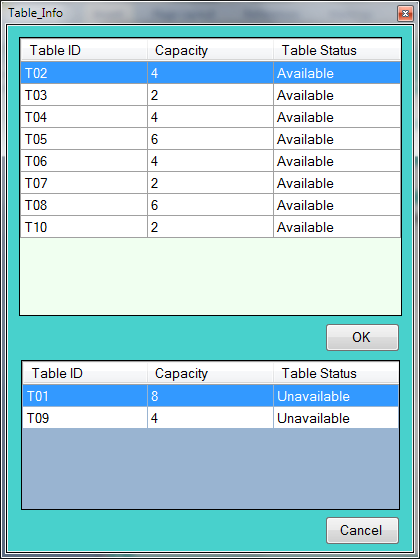 Table_Info
Table ID Capacity Table Status
T02 4 Available
T03 2 Available
T04 4 Available
T05 6 Available
T06 4 Available
T07 2 Available
T08 6 Available
T10 2 Available
OK
Table ID Capacity Table Status
T01 8 Unavailable
T09 4 Unavailable
Cancel